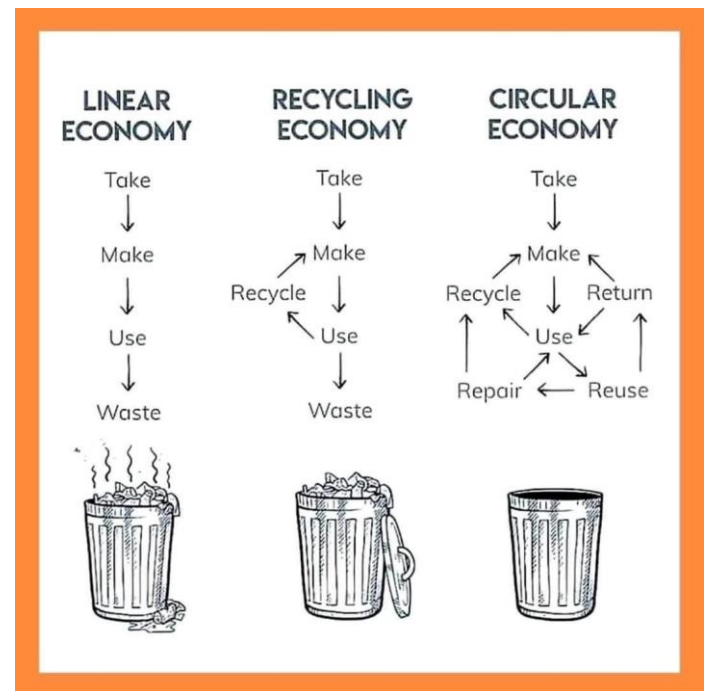 LINEAR
ECONOMY
Take
Make
Use
Waste
RECYCLING
ECONOMY
Take
Make
Recycle
Use
Waste
CIRCULAR
ECONOMY
Take
Make
Recycle Return
Use
Repair Reuse